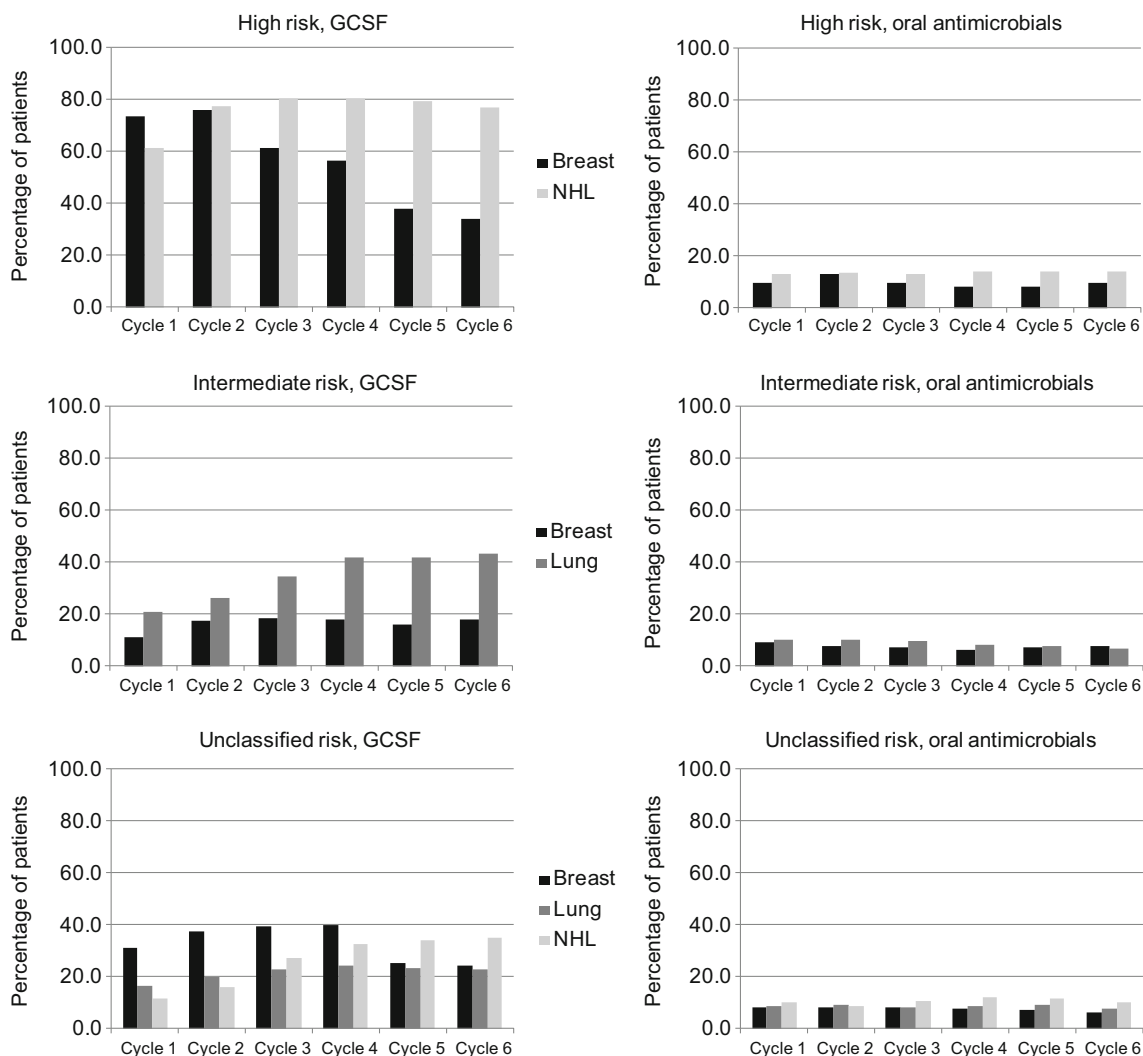 High risk, GCSF
Percentage of patients
100.0
80.0
60.0
40.0
20.0
0.0
Cycle 1 Cycle 2 Cycle 3 Cycle 4 Cycle 5 Cycle 6
Breast
NHL
High risk, oral antimicrobials
Percentage of patients
100.0
80.0
60.0
40.0
20.0
0.0
Cycle 1 Cycle 2 Cycle 3 Cycle 4 Cycle 5 Cycle 6
Intermediate risk, GCSF
Percentage of patients
100.0
80.0
60.0
40.0
20.0
0.0
Cycle 1 Cycle 2 Cycle 3 Cycle 4 Cycle 5 Cycle 6
Breast
Lung
Intermediate risk, oral antimicrobials
Percentage of patients
100.0
80.0
60.0
40.0
20.0
0.0
Cycle 1 Cycle 2 Cycle 3 Cycle 4 Cycle 5 Cycle 6
Unclassified risk, GCSF
Percentage of patients
100.0
80.0
60.0
40.0
20.0
0.0
Cycle 1 Cycle 2 Cycle 3 Cycle 4 Cycle 5 Cycle 6
Breast
Lung
NHL
Unclassified risk, oral antimicrobials
Percentage of patients
100.0
80.0
60.0
40.0
20.0
0.0
Cycle 1 Cycle 2 Cycle 3 Cycle 4 Cycle 5 Cycle 6